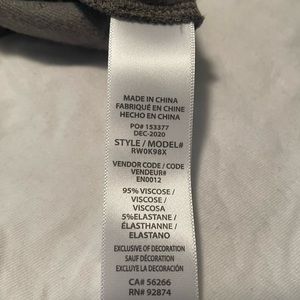 MADE IN CHINA
FABRIQUÉ EN CHINE
HECHO EN CHINA
PO# 153377
DEC-2020
STYLE / MODEL#
RW0K98X
VENDOR CODE / CODE
VENDEUR#
EN0012
95% VISCOSE /
VISCOSE /
VISCOSA
5%ELASTANE /
ÉLASTHANNE /
ELASTANO
EXCLUSIVE OF DECORATION
SAUF DÉCORATION
EXCLUYE LA DECORACIÓN
CA# 56266
RN# 92874